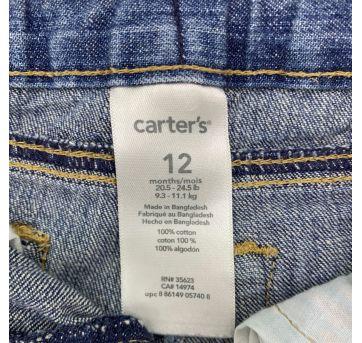 carter's®
12
months/mois
20.5 - 24.5 lb
9.3 - 11.1 kg
Made in Bangladesh
Fabriqué au Bangladesh
Hecho en Bangladesh
100% cotton
coton 100 %
100% algodón
RN# 35623
CA# 14974
upc 8 86149 05740 8